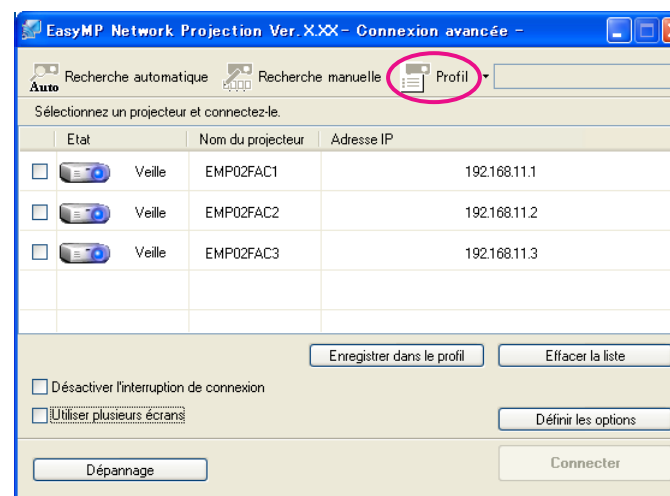 EasyMP Network Projection Ver. X.XX - Connexion avancée -
Auto Recherche automatique Recherche manuelle Profil
Sélectionnez un projecteur et connectez-le.
Etat Nom du projecteur Adresse IP
Veille EMP02FAC1 192.168.11.1
Veille EMP02FAC2 192.168.11.2
Veille EMP02FAC3 192.168.11.3
Enregistrer dans le profil Effacer la liste
Désactiver l'interruption de connexion
Utiliser plusieurs écrans
Définir les options
Dépannage Connecter